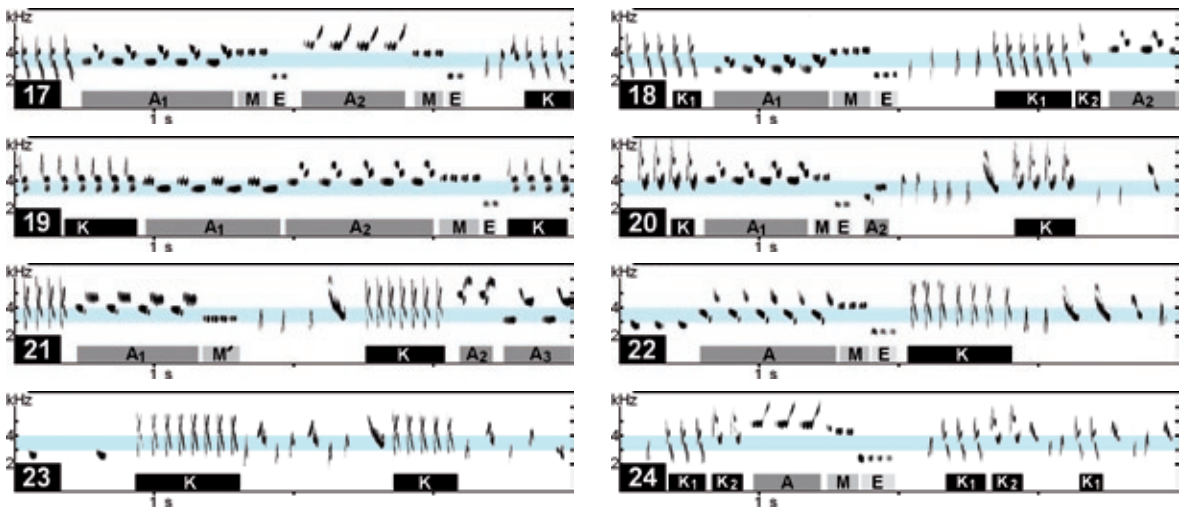 kHz
4
2
17 A₁ M E A₂ M E K
1 s
kHz
4
2
18 K₁ A₁ M E K₁ K₂ A₂
1 s
kHz
4
2
19 K A₁ A₂ M E K
1 s
kHz
4
2
20 K A₁ M E A₂ K
1 s
kHz
4
2
21 A₁ M′ K A₂ A₃
1 s
kHz
4
2
22 A M E K
1 s
kHz
4
2
23 K K
1 s
kHz
4
2
24 K₁ K₂ A M E K₁ K₂ K₁
1 s